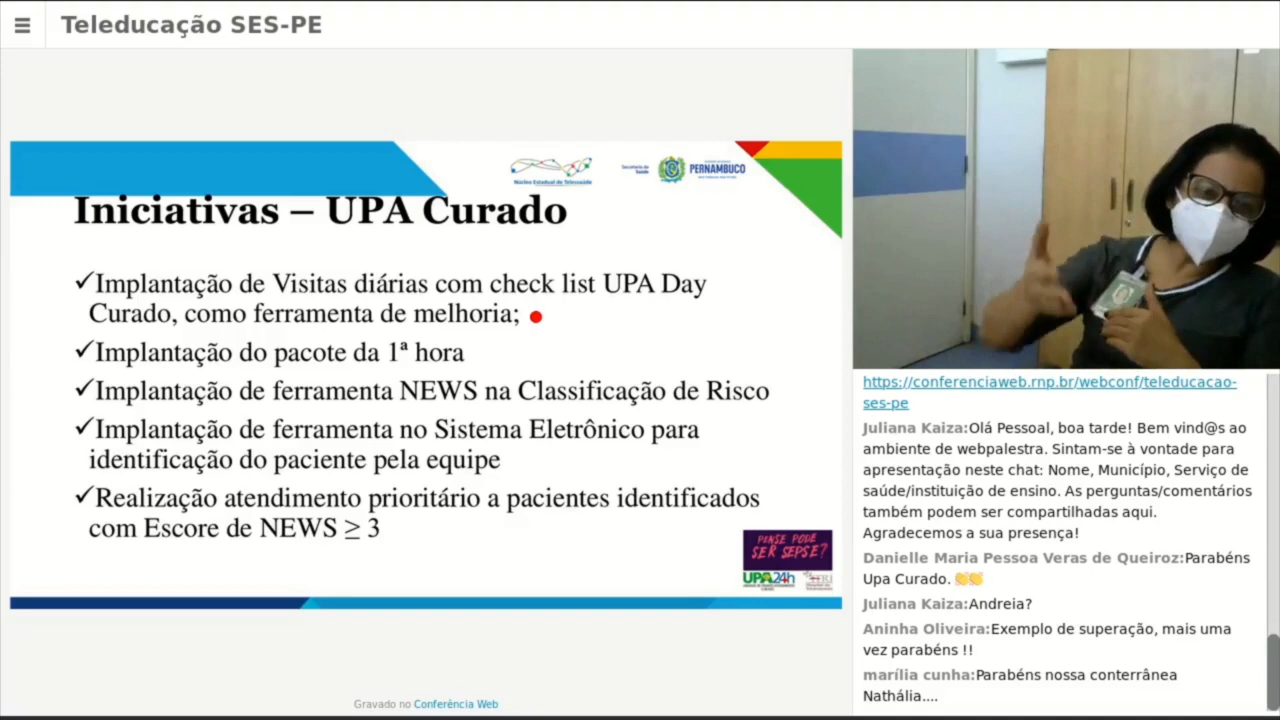 Teleducação SES-PE
Núcleo Estadual de Telessaúde
Secretaria de
Saúde
PERNAMBUCO
Iniciativas – UPA Curado
✓Implantação de Visitas diárias com check list UPA Day
Curado, como ferramenta de melhoria;
✓Implantação do pacote da 1ª hora
✓Implantação de ferramenta NEWS na Classificação de Risco
✓Implantação de ferramenta no Sistema Eletrônico para
identificação do paciente pela equipe
✓Realização atendimento prioritário a pacientes identificados
com Escore de NEWS ≥ 3
PENSE PODE
SER SEPSE?
UPA24h
Gravado no Conferência Web
https://conferenciaweb.rnp.br/webconf/teleducacao-
ses-pe
Juliana Kaiza:Olá Pessoal, boa tarde! Bem vind@s ao
ambiente de webpalestra. Sintam-se à vontade para
apresentação neste chat: Nome, Município, Serviço de
saúde/instituição de ensino. As perguntas/comentários
também podem ser compartilhadas aqui.
Agradecemos a sua presença!
Danielle Maria Pessoa Veras de Queiroz:Parabéns
Upa Curado. 👏👏
Juliana Kaiza:Andreia?
Aninha Oliveira:Exemplo de superação, mais uma
vez parabéns !!
marília cunha:Parabéns nossa conterrânea
Nathália....